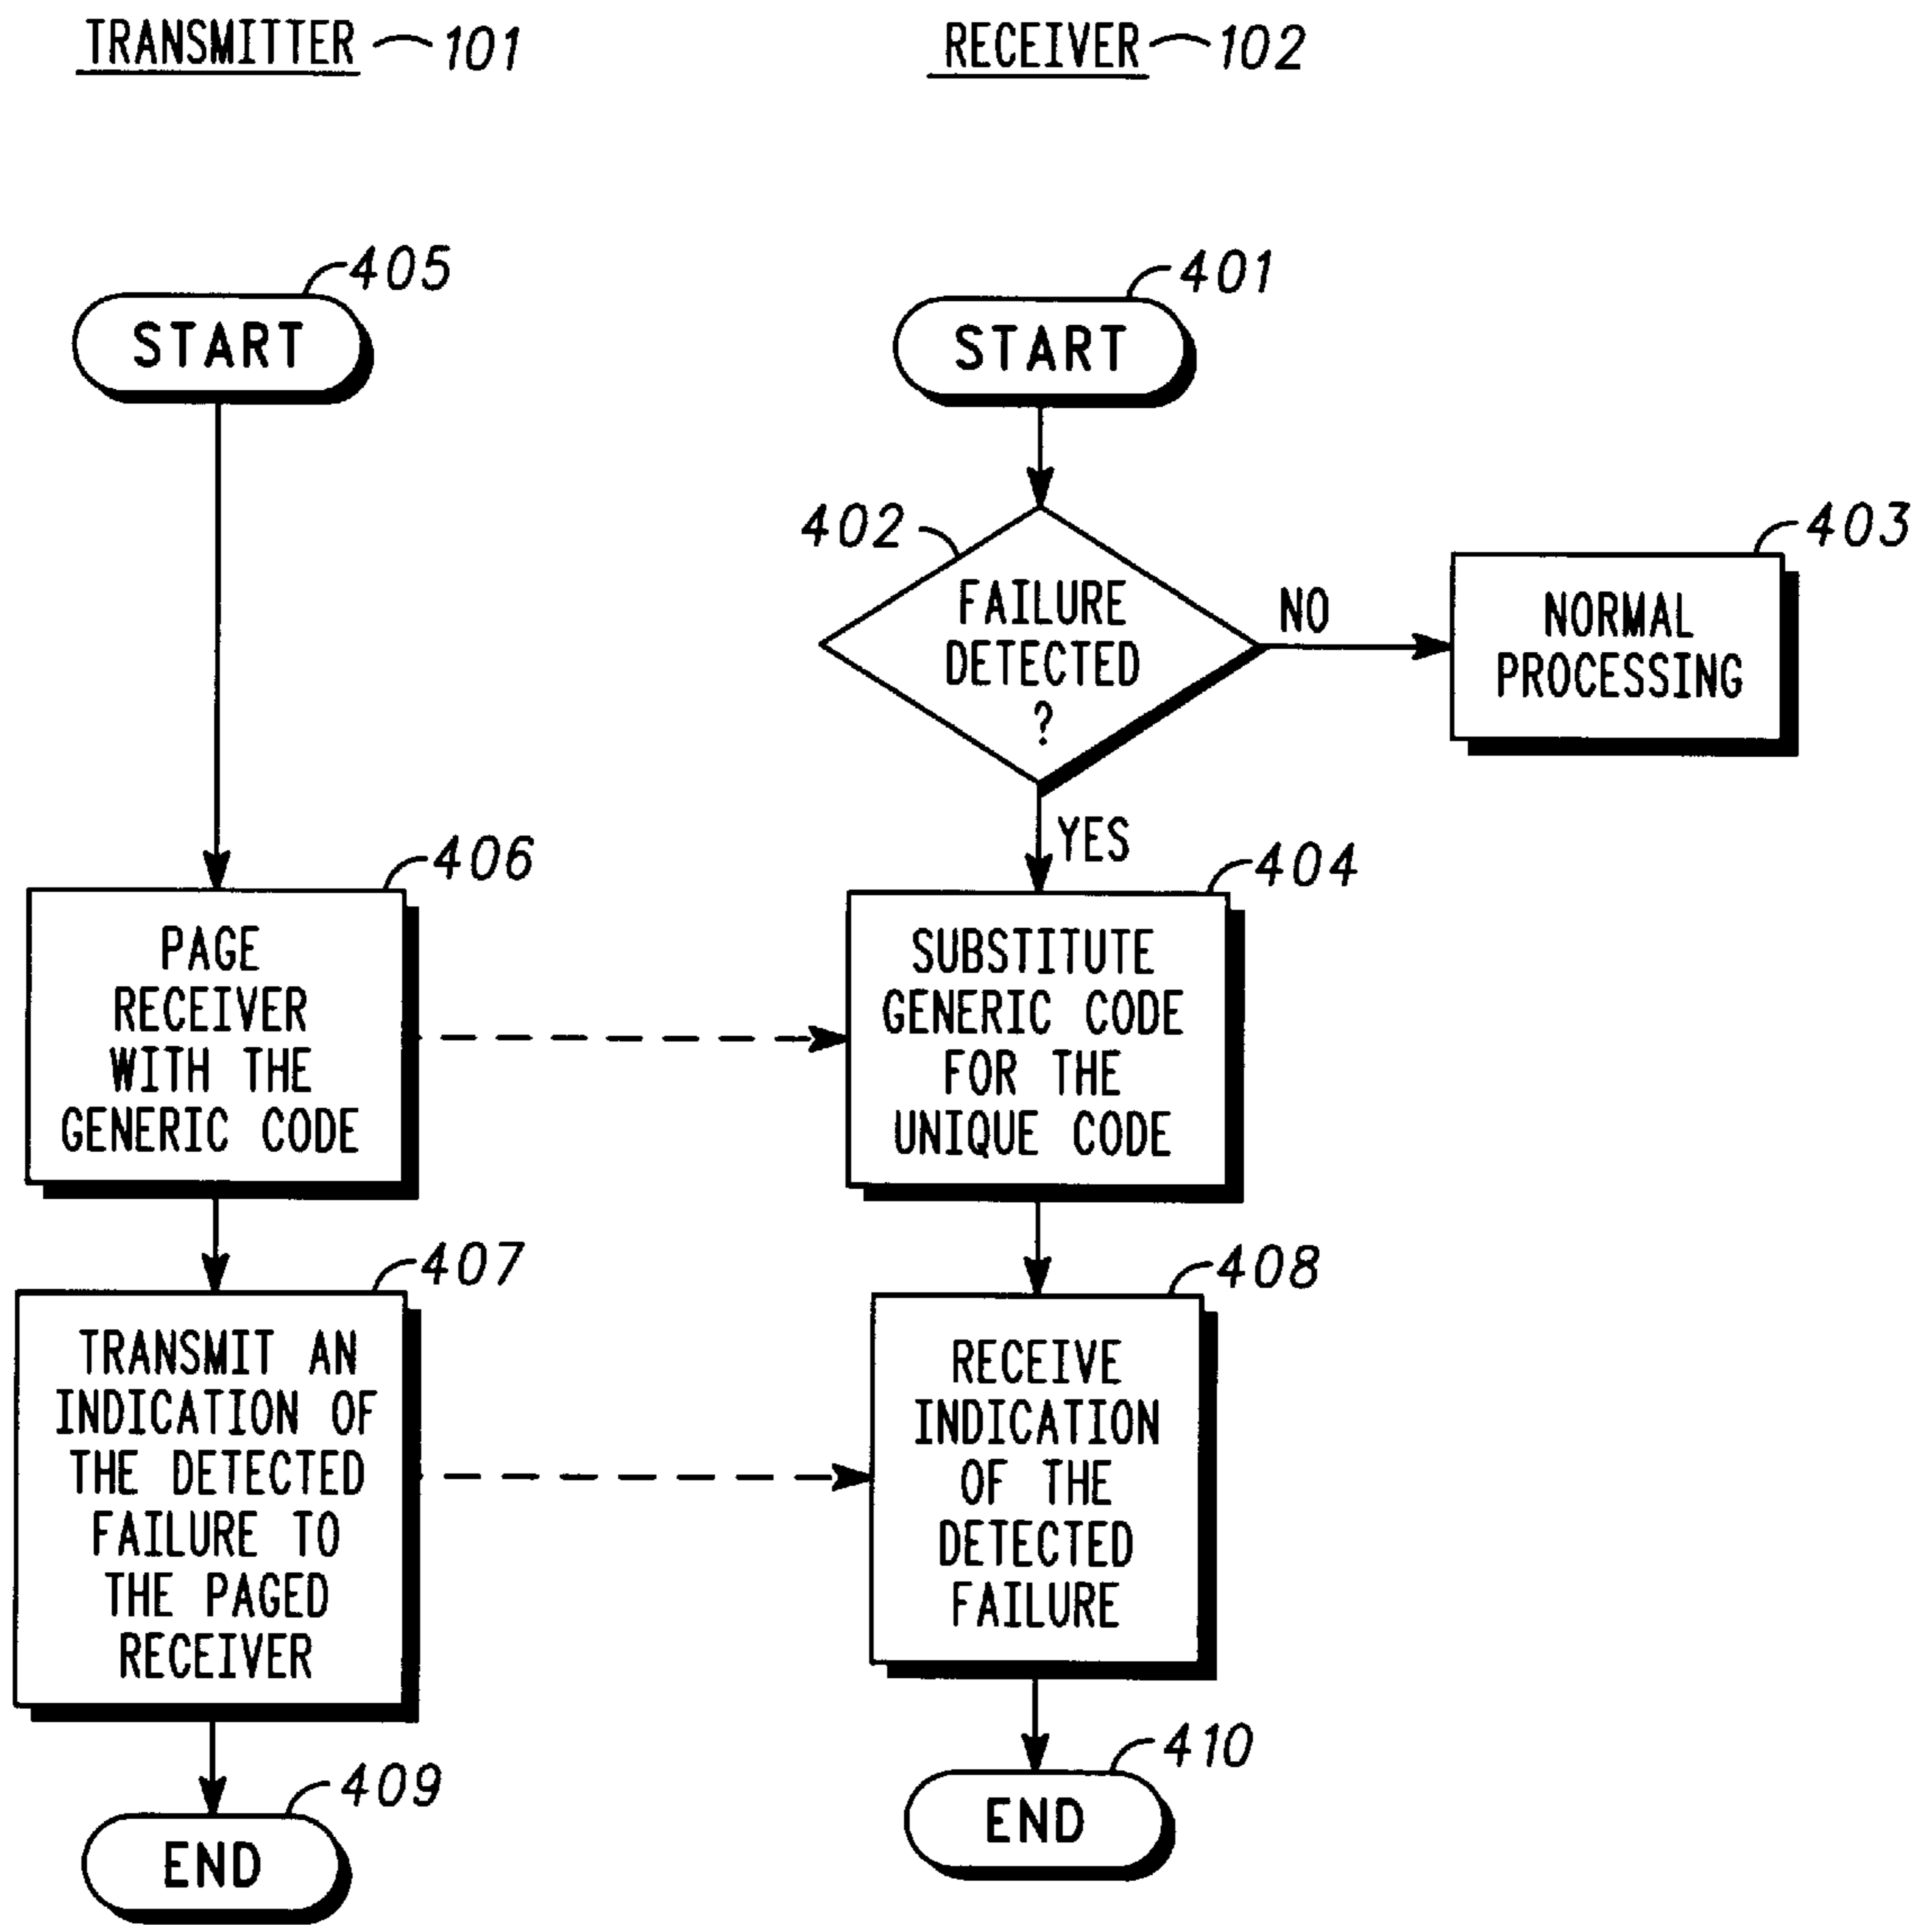 TRANSMITTER 101
RECEIVER 102
405
START
401
START
402
FAILURE
DETECTED
?
NO
403
NORMAL
PROCESSING
YES
406
PAGE
RECEIVER
WITH THE
GENERIC CODE
404
SUBSTITUTE
GENERIC CODE
FOR THE
UNIQUE CODE
407
TRANSMIT AN
INDICATION OF
THE DETECTED
FAILURE TO
THE PAGED
RECEIVER
408
RECEIVE
INDICATION
OF THE
DETECTED
FAILURE
409
END
410
END